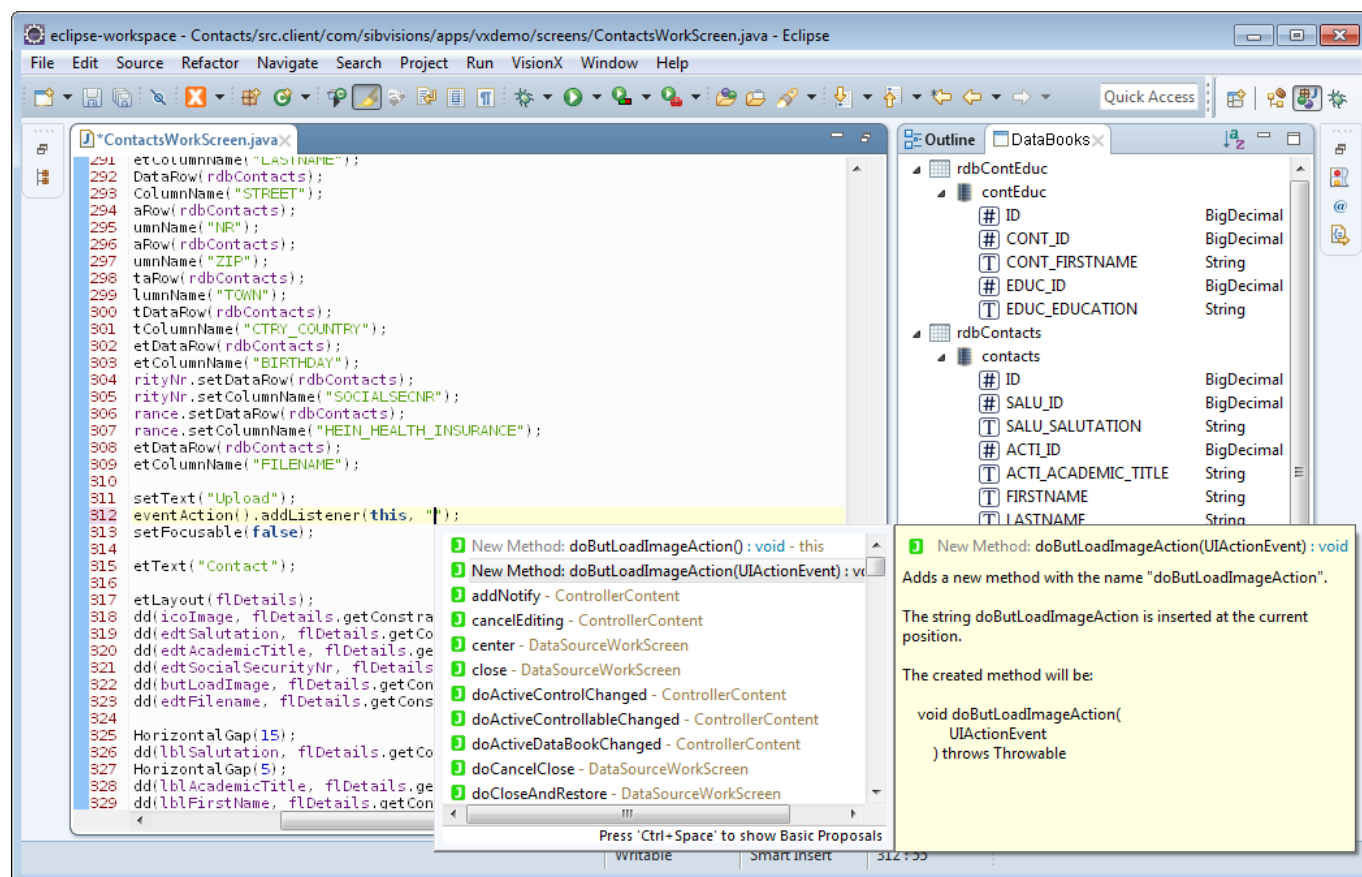 eclipse-workspace - Contacts/src.client/com/sibvisions/apps/vxdemo/screens/ContactsWorkScreen.java - Eclipse
File Edit Source Refactor Navigate Search Project Run VisionX Window Help
Quick Access
*ContactsWorkScreen.java
291 etColumnName("LASTNAME");
292 DataRow(rdbContacts);
293 ColumnName("STREET");
294 aRow(rdbContacts);
295 umnName("NR");
296 aRow(rdbContacts);
297 umnName("ZIP");
298 taRow(rdbContacts);
299 lumnName("TOWN");
300 tDataRow(rdbContacts);
301 tColumnName("CTRY_COUNTRY");
302 etDataRow(rdbContacts);
303 etColumnName("BIRTHDAY");
304 rityNr.setDataRow(rdbContacts);
305 rityNr.setColumnName("SOCIALSECNR");
306 rance.setDataRow(rdbContacts);
307 rance.setColumnName("HEIN_HEALTH_INSURANCE");
308 etDataRow(rdbContacts);
309 etColumnName("FILENAME");
310
311 setText("Upload");
312 eventAction().addListener(this, "");
313 setFocusable(false);
314
315 etText("Contact");
316
317 etLayout(flDetails);
318 dd(icoImage, flDetails.getConstra
319 dd(edtSalutation, flDetails.getCo
320 dd(edtAcademicTitle, flDetails.ge
321 dd(edtSocialSecurityNr, flDetails
322 dd(butLoadImage, flDetails.getCon
323 dd(edtFilename, flDetails.getCons
324
325 HorizontalGap(15);
326 dd(lblSalutation, flDetails.getCo
327 HorizontalGap(5);
328 dd(lblAcademicTitle, flDetails.ge
329 dd(lblFirstName, flDetails.getCon
New Method: doButLoadImageAction() : void - this
New Method: doButLoadImageAction(UIActionEvent) : vo
addNotify - ControllerContent
cancelEditing - ControllerContent
center - DataSourceWorkScreen
close - DataSourceWorkScreen
doActiveControlChanged - ControllerContent
doActiveControllableChanged - ControllerContent
doActiveDataBookChanged - ControllerContent
doCancelClose - DataSourceWorkScreen
doCloseAndRestore - DataSourceWorkScreen
Press 'Ctrl+Space' to show Basic Proposals
Outline DataBooks
rdbContEduc
contEduc
ID BigDecimal
CONT_ID BigDecimal
CONT_FIRSTNAME String
EDUC_ID BigDecimal
EDUC_EDUCATION String
rdbContacts
contacts
ID BigDecimal
SALU_ID BigDecimal
SALU_SALUTATION String
ACTI_ID BigDecimal
ACTI_ACADEMIC_TITLE String
FIRSTNAME String
LASTNAME String
New Method: doButLoadImageAction(UIActionEvent) : void
Adds a new method with the name "doButLoadImageAction".
The string doButLoadImageAction is inserted at the current
position.
The created method will be:
void doButLoadImageAction(
UIActionEvent
) throws Throwable
Writable Smart Insert 312 : 55